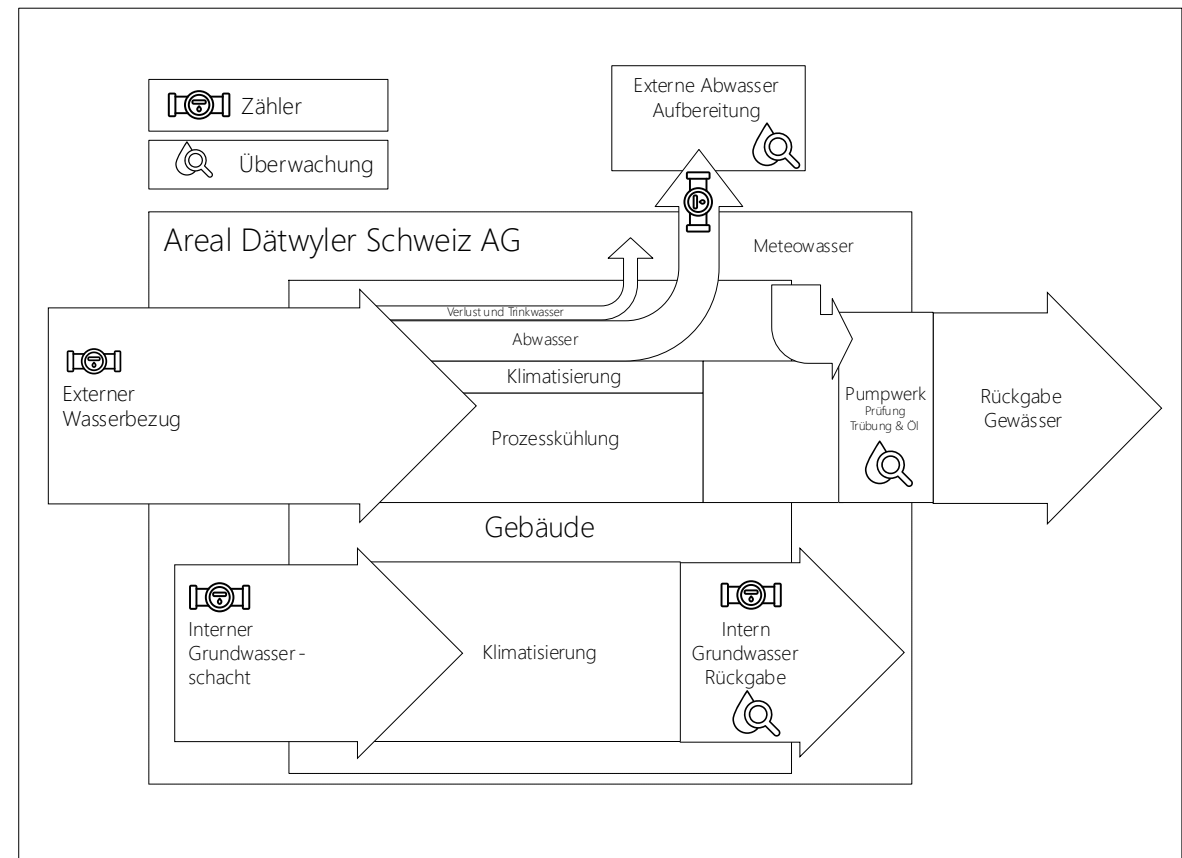 Zähler
Überwachung
Externe Abwasser
Aufbereitung
Areal Dätwyler Schweiz AG
Meteowasser
Verlust und Trinkwasser
Abwasser
Klimatisierung
Externer
Wasserbezug
Prozesskühlung
Pumpwerk
Prüfung
Trübung & Öl
Rückgabe
Gewässer
Gebäude
Interner
Grundwasser-
schacht
Klimatisierung
Intern
Grundwasser
Rückgabe